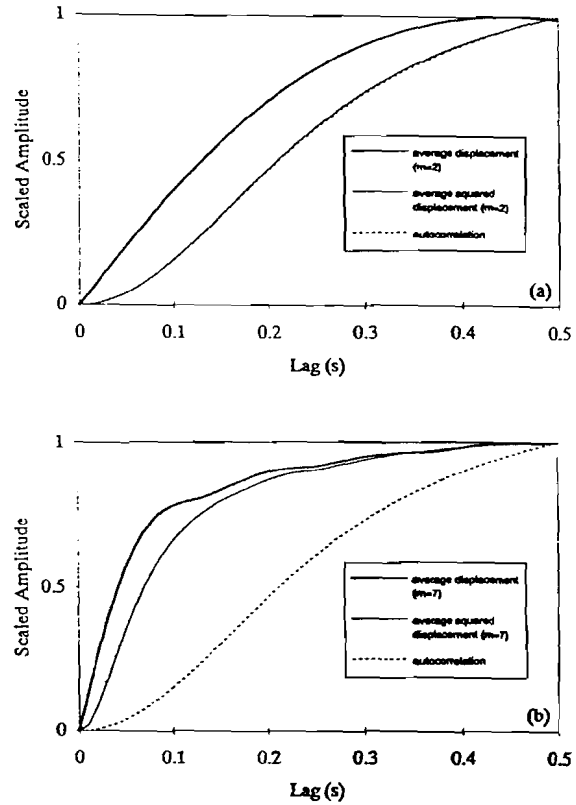 1
0.5
0
Scaled Amplitude
average displacement
(m=2)
average squared
displacement (m=2)
autocorrelation
(a)
0 0.1 0.2 0.3 0.4 0.5
Lag (s)
1
0.5
0
Scaled Amplitude
average displacement
(m=7)
average squared
displacement (m=7)
autocorrelation
(b)
0 0.1 0.2 0.3 0.4 0.5
Lag (s)